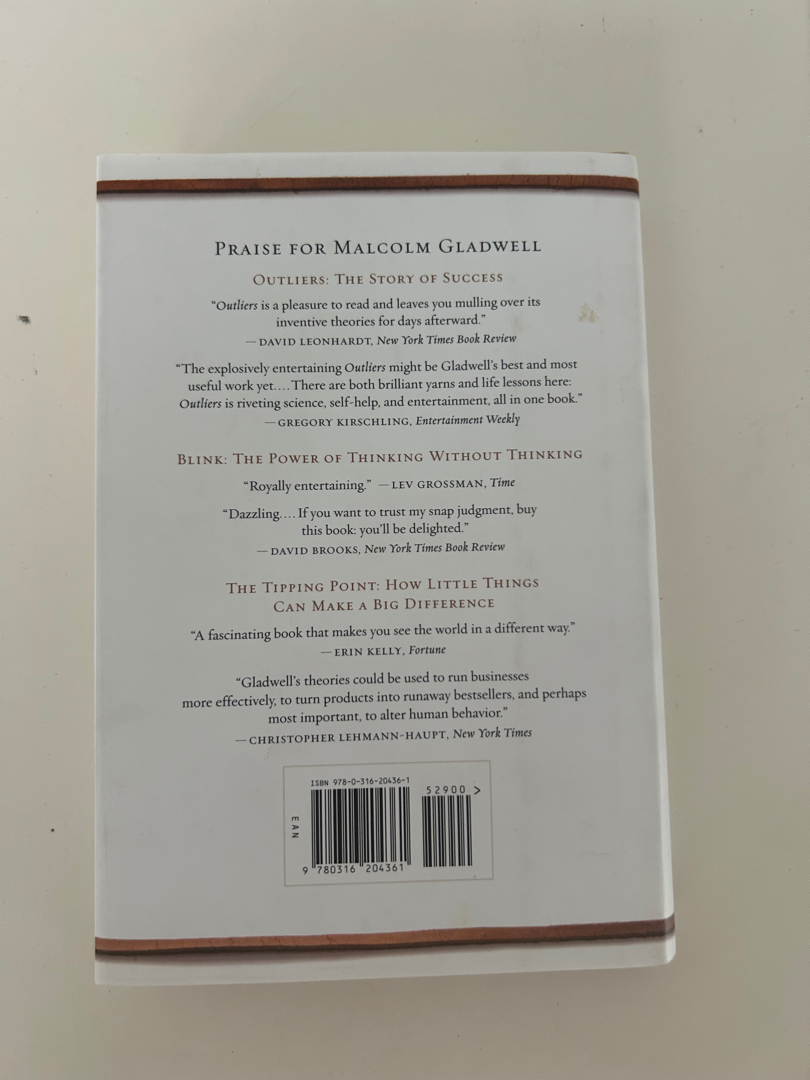 PRAISE FOR MALCOLM GLADWELL
OUTLIERS: THE STORY OF SUCCESS
“Outliers is a pleasure to read and leaves you mulling over its
inventive theories for days afterward.”
—DAVID LEONHARDT, New York Times Book Review
“The explosively entertaining Outliers might be Gladwell’s best and most
useful work yet.... There are both brilliant yarns and life lessons here:
Outliers is riveting science, self-help, and entertainment, all in one book.”
—GREGORY KIRSCHLING, Entertainment Weekly
BLINK: THE POWER OF THINKING WITHOUT THINKING
“Royally entertaining.” —LEV GROSSMAN, Time
“Dazzling.... If you want to trust my snap judgment, buy
this book: you’ll be delighted.”
—DAVID BROOKS, New York Times Book Review
THE TIPPING POINT: HOW LITTLE THINGS
CAN MAKE A BIG DIFFERENCE
“A fascinating book that makes you see the world in a different way.”
—ERIN KELLY, Fortune
“Gladwell’s theories could be used to run businesses
more effectively, to turn products into runaway bestsellers, and perhaps
most important, to alter human behavior.”
—CHRISTOPHER LEHMANN-HAUPT, New York Times
ISBN 978-0-316-20436-1
52900 >
EAN
9 780316 204361